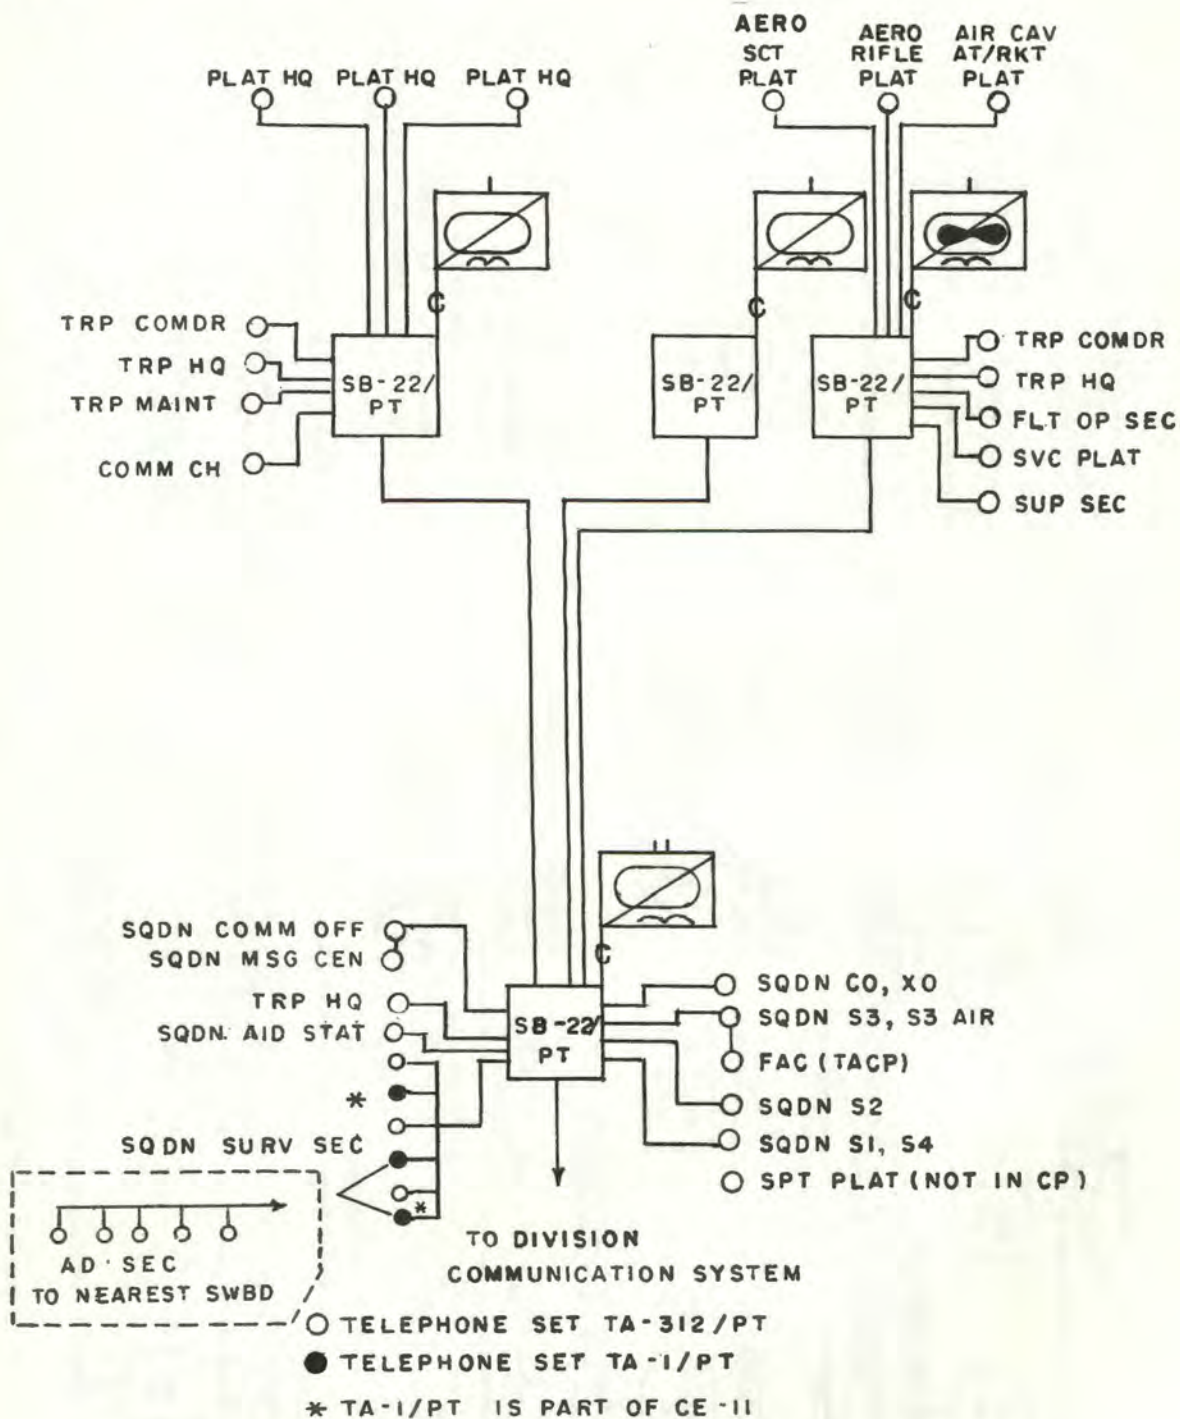 AERO
SCT
PLAT
AERO
RIFLE
PLAT
AIR CAV
AT/RKT
PLAT
PLAT HQ
PLAT HQ
PLAT HQ
C
C
C
TRP COMDR
TRP HQ
TRP MAINT
COMM CH
SB-22/
PT
SB-22/
PT
SB-22/
PT
TRP COMDR
TRP HQ
FLT OP SEC
SVC PLAT
SUP SEC
C
SQDN COMM OFF
SQDN MSG CEN
TRP HQ
SQDN. AID STAT
*
SQDN SURV SEC
*
SB-22/
PT
SQDN CO, XO
SQDN S3, S3 AIR
FAC (TACP)
SQDN S2
SQDN S1, S4
SPT PLAT (NOT IN CP)
AD SEC
TO NEAREST SWBD
TO DIVISION
COMMUNICATION SYSTEM
TELEPHONE SET TA-312/PT
TELEPHONE SET TA-1/PT
* TA-1/PT IS PART OF CE-11